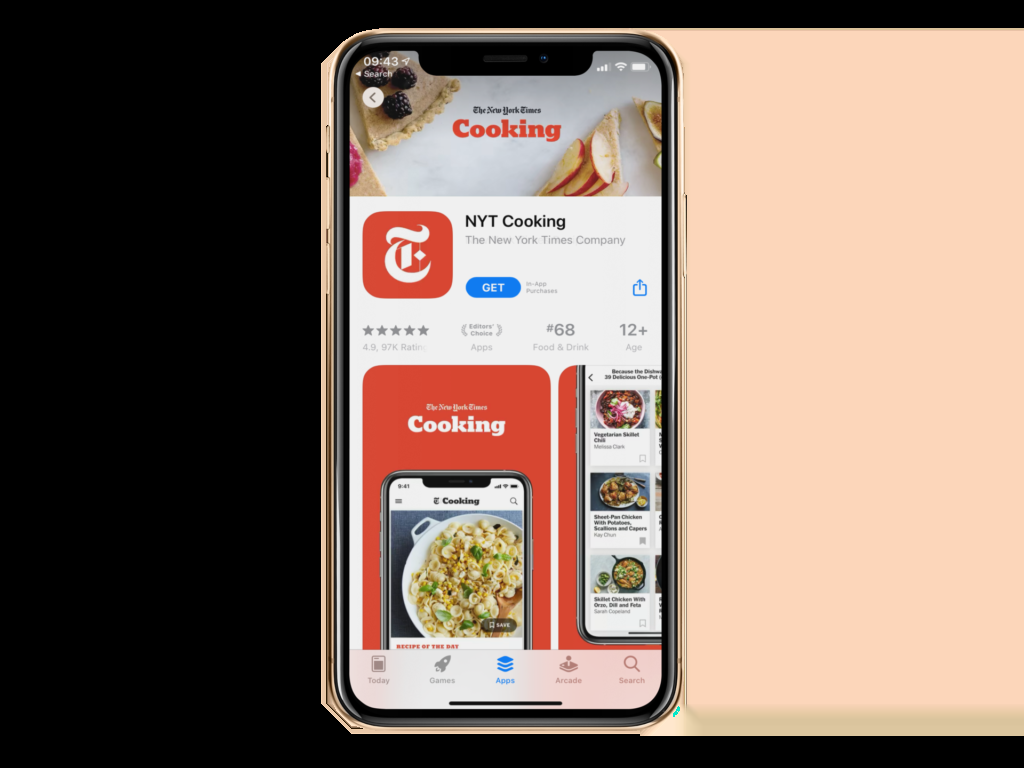 09:43
Search
The New York Times
Cooking
NYT Cooking
The New York Times Company
GET
In-App
Purchases
Editors'
Choice
#68
12+
4.9, 97K Ratin
Apps
Food & Drink
Age
The New York Times
Cooking
9:41
Cooking
SAVE
RECIPE OF THE DAY
Because the Dishw
39 Delicious One-Pot
Vegetarian Skillet
Chili
Melissa Clark
Sheet-Pan Chicken
With Potatoes,
Scallions and Capers
Kay Chun
Skillet Chicken With
Orzo, Dill and Feta
Sarah Copeland
Today
Games
Apps
Arcade
Search